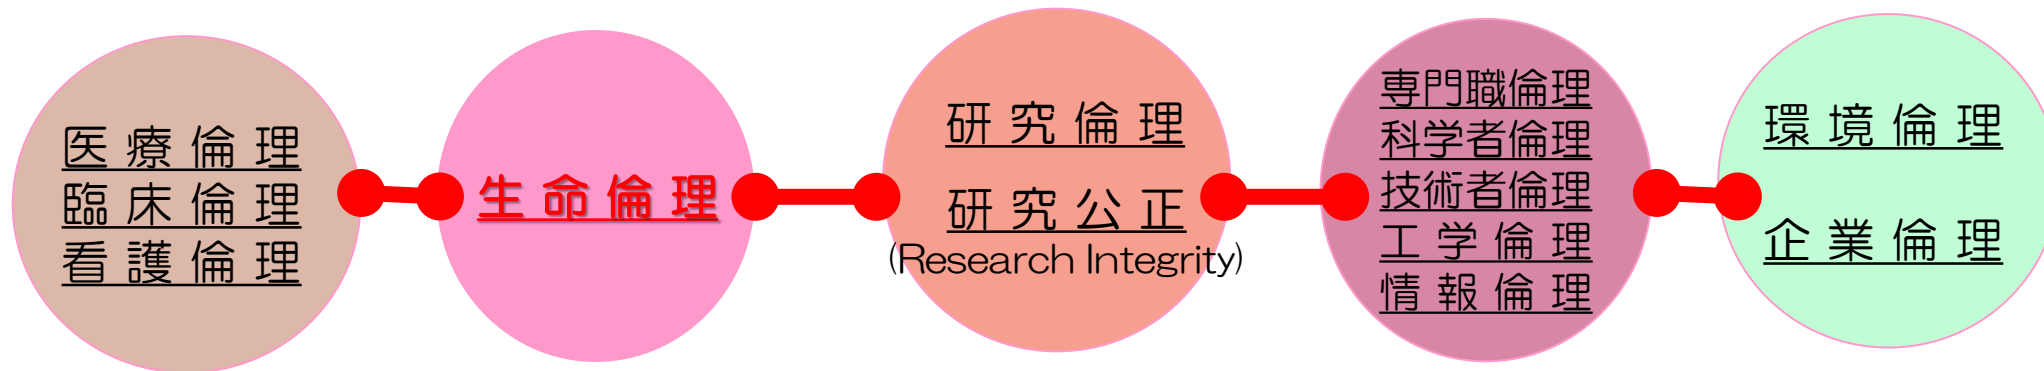 医療倫理
臨床倫理
看護倫理
生命倫理
研究倫理
研究公正
(Research Integrity)
専門職倫理
科学者倫理
技術者倫理
工学倫理
情報倫理
環境倫理
企業倫理